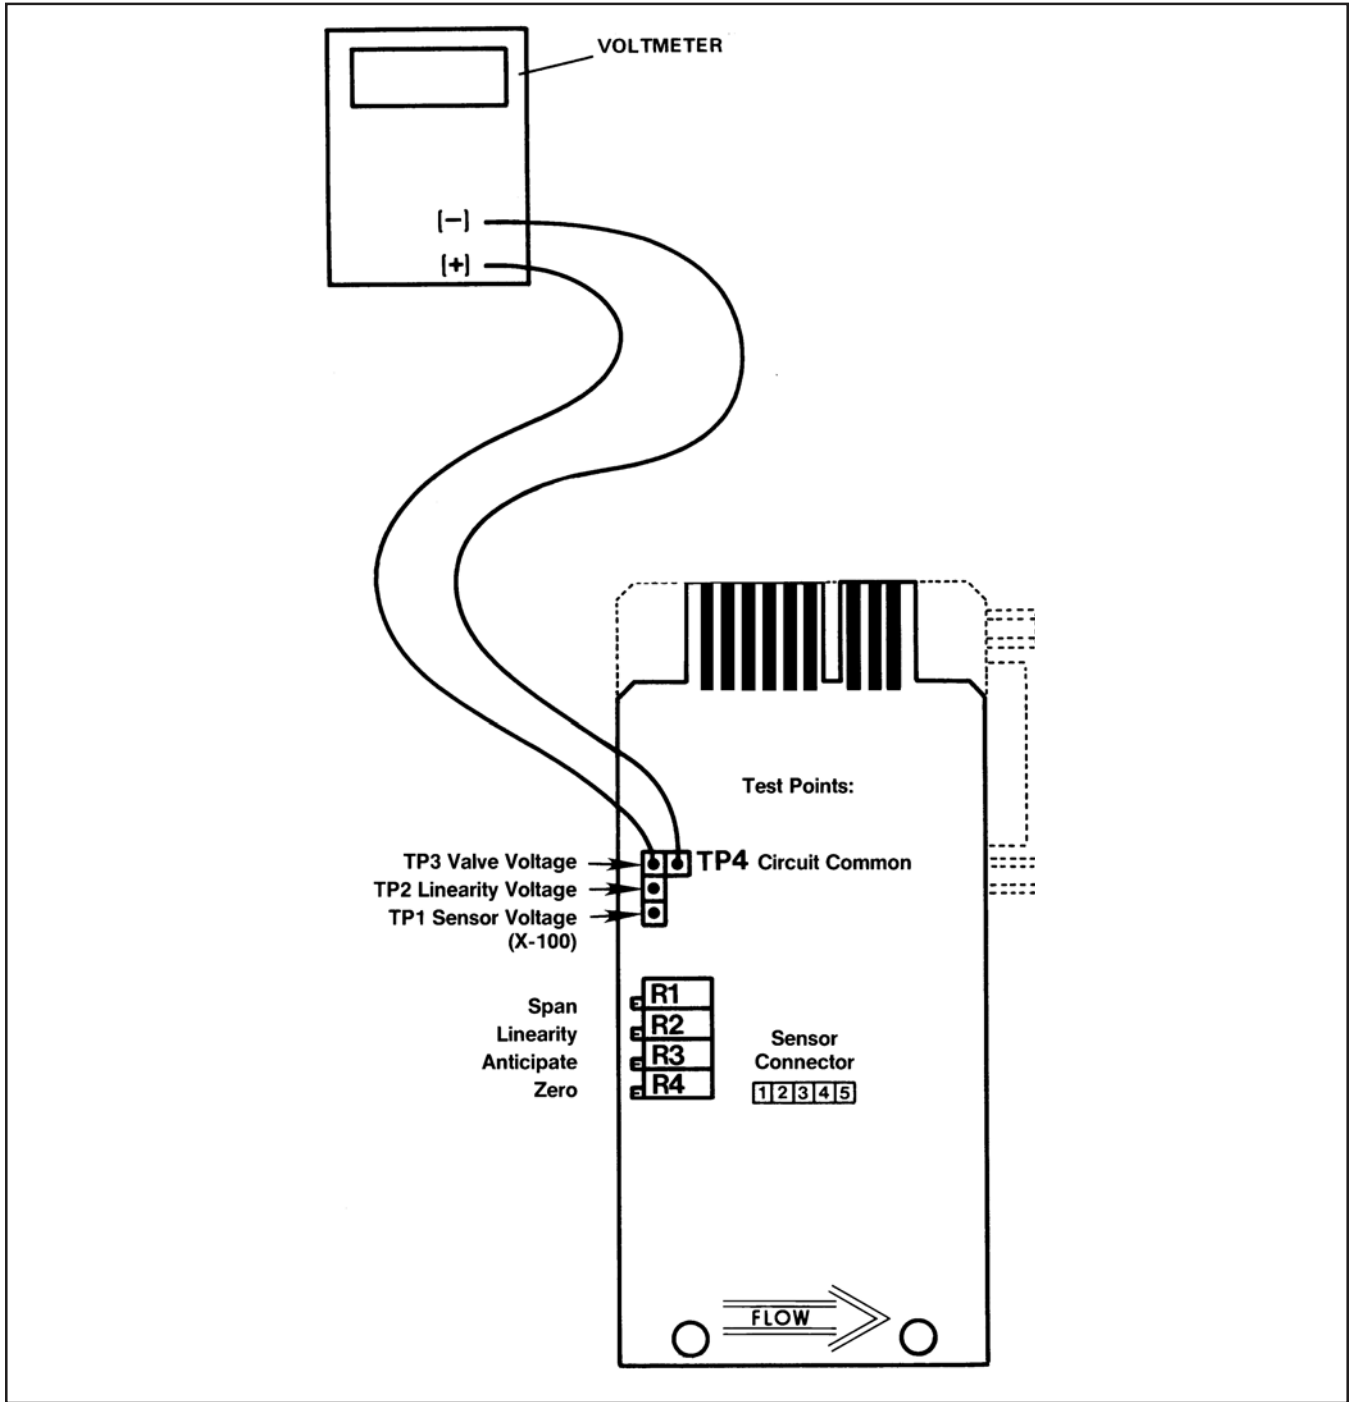 VOLTMETER
[–]
[+]
Test Points:
TP3 Valve Voltage
TP4 Circuit Common
TP2 Linearity Voltage
TP1 Sensor Voltage
(X-100)
Span
R1
Linearity
R2
Anticipate
R3
Zero
R4
Sensor
Connector
1 2 3 4 5
FLOW